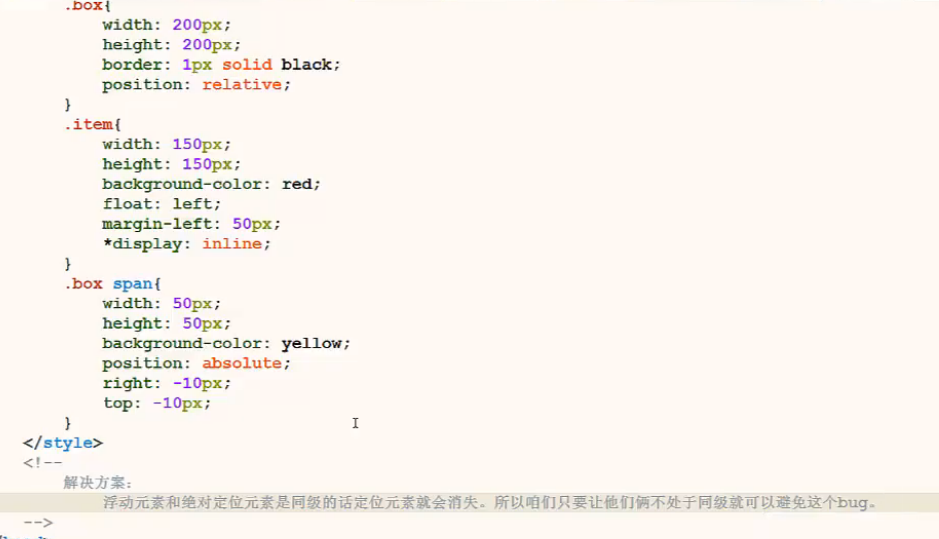 .box{
width: 200px;
height: 200px;
border: 1px solid black;
position: relative;
}
.item{
width: 150px;
height: 150px;
background-color: red;
float: left;
margin-left: 50px;
*display: inline;
}
.box span{
width: 50px;
height: 50px;
background-color: yellow;
position: absolute;
right: -10px;
top: -10px;
}
</style>
<!--
解决方案：
浮动元素和绝对定位元素是同级的话定位元素就会消失。所以咱们只要让他们俩不处于同级就可以避免这个bug。
-->